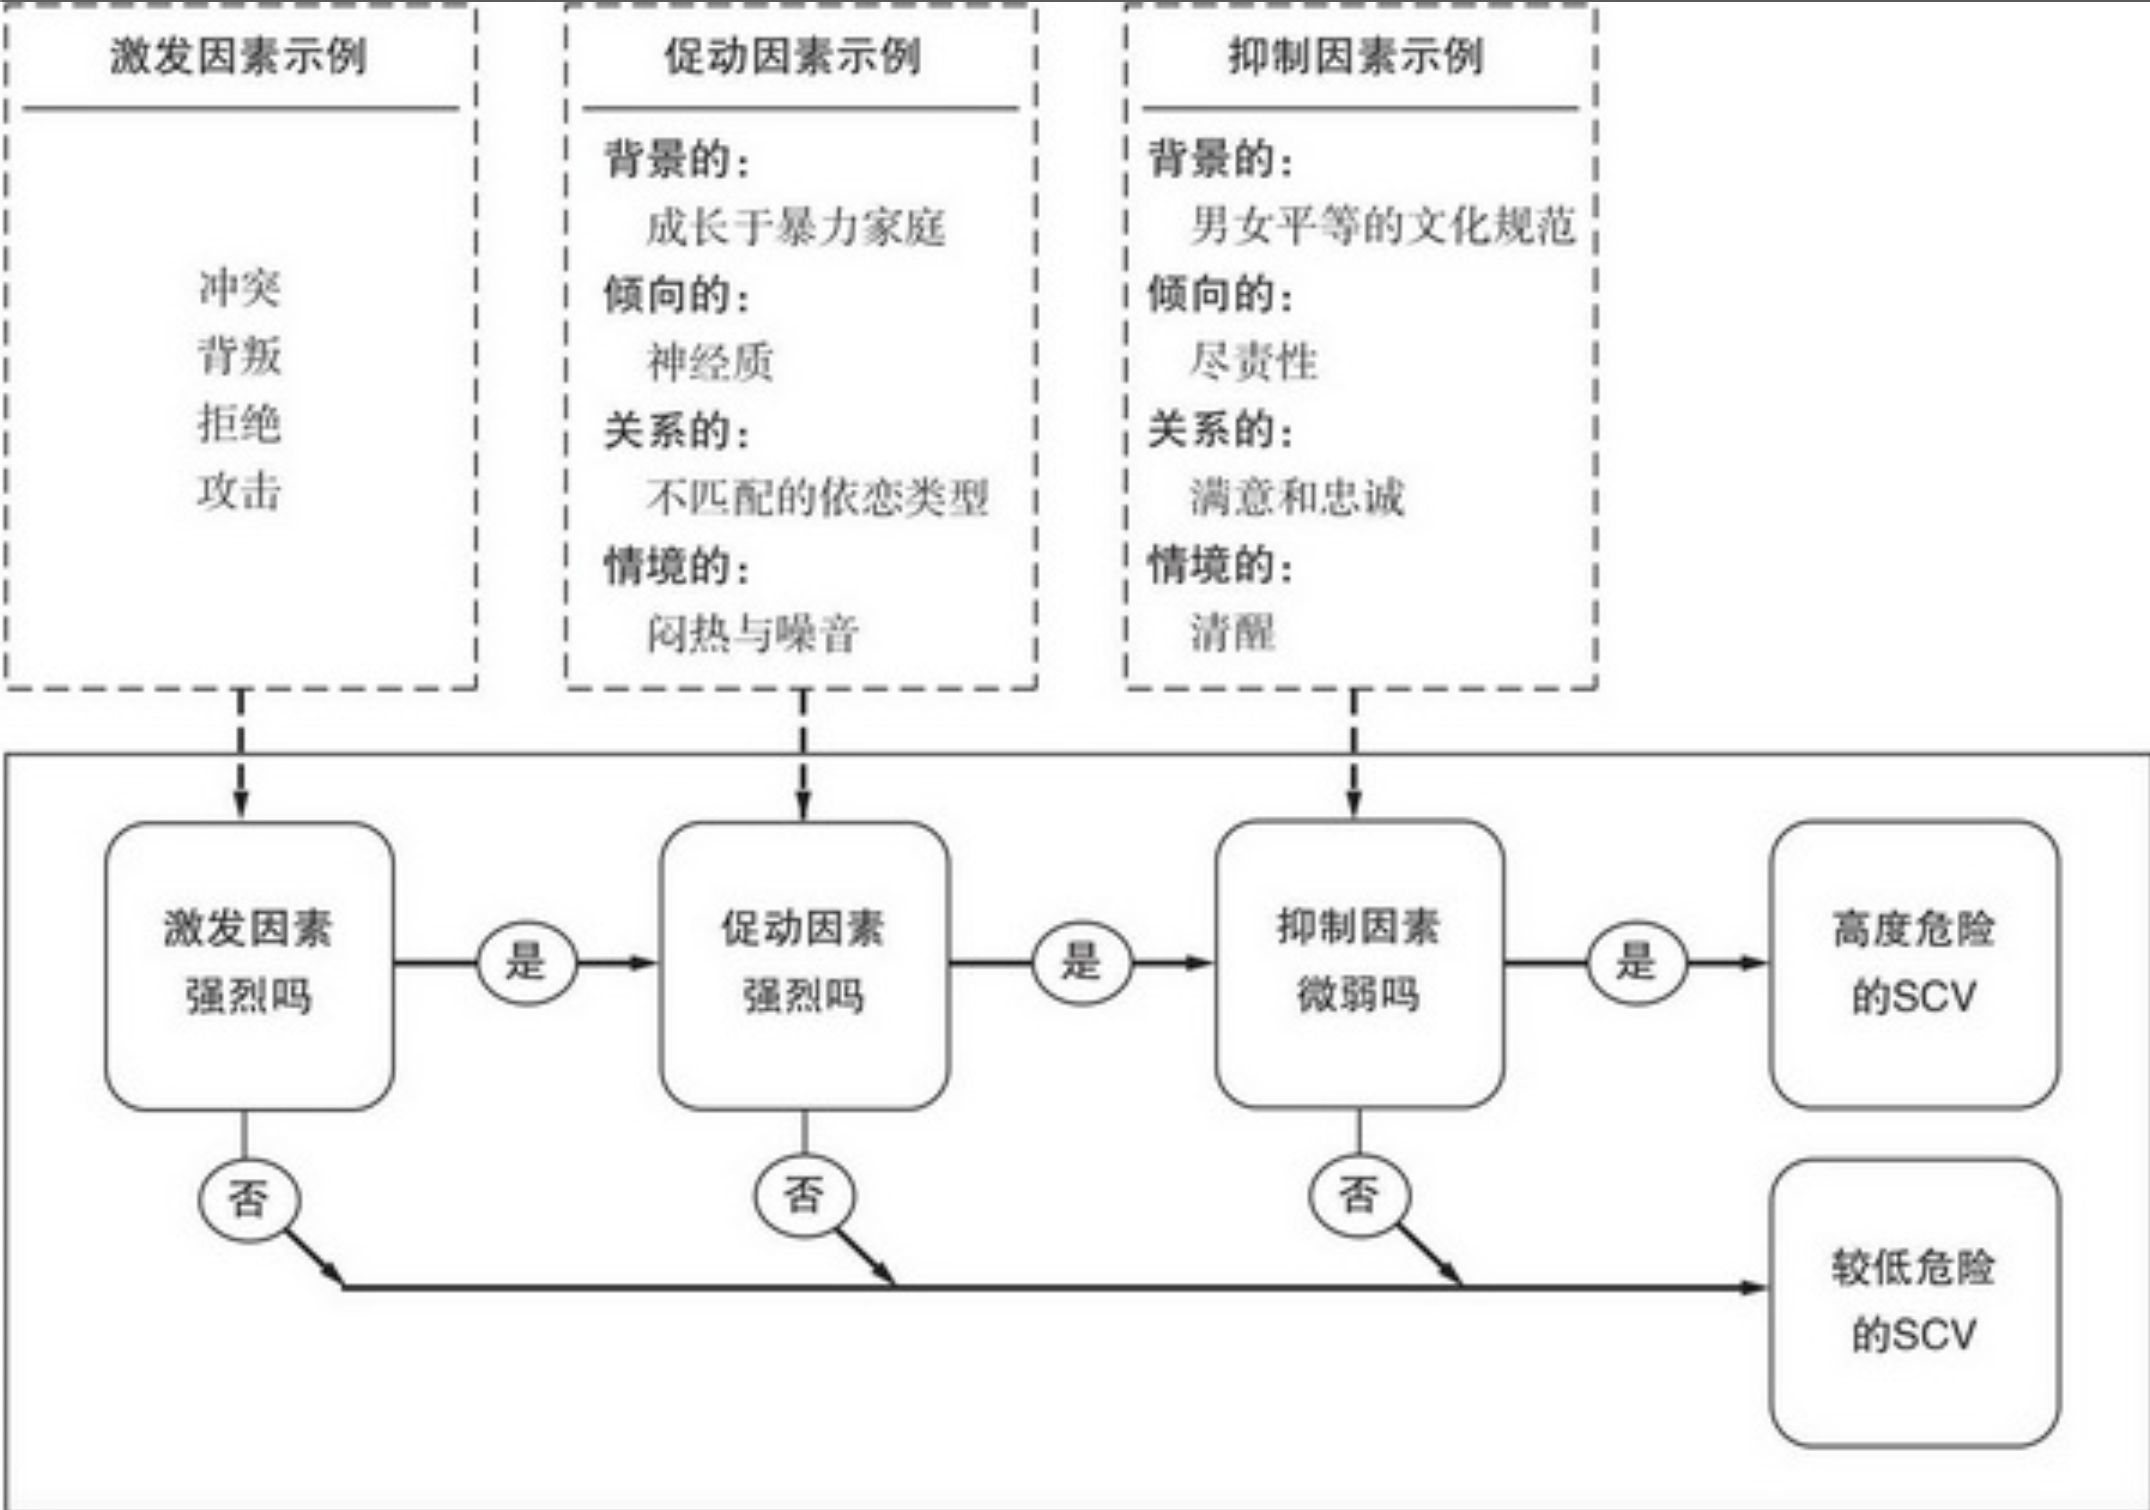 激发因素示例
冲突
背叛
拒绝
攻击
促动因素示例
背景的：
成长于暴力家庭
倾向的：
神经质
关系的：
不匹配的依恋类型
情境的：
闷热与噪音
抑制因素示例
背景的：
男女平等的文化规范
倾向的：
尽责性
关系的：
满意和忠诚
情境的：
清醒
激发因素
强烈吗
是
促动因素
强烈吗
是
抑制因素
微弱吗
是
高度危险
的SCV
否
否
否
较低危险
的SCV